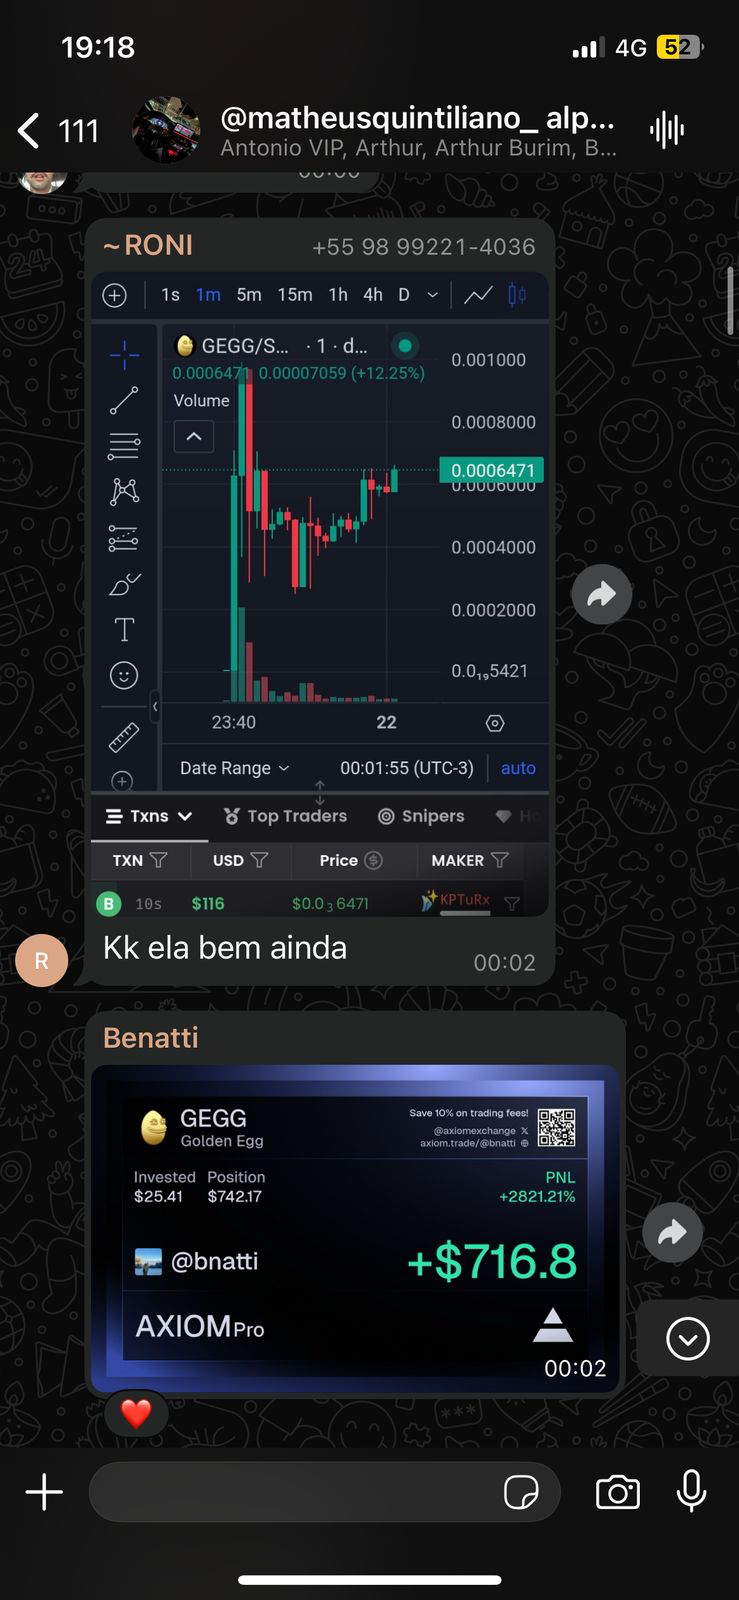 19:18
4G 52
111
@matheusquintiliano_ alp...
Antonio VIP, Arthur, Arthur Burim, B...
00:00
~RONI +55 98 99221-4036
1s 1m 5m 15m 1h 4h D
GEGG/S... · 1 · d...
0.0006471 0.00007059 (+12.25%)
Volume
0.001000
0.0008000
0.0006471
0.0006000
0.0004000
0.0002000
0.0₁₉5421
T
23:40 22
Date Range 00:01:55 (UTC-3) auto
Txns Top Traders Snipers Ho
TXN USD Price MAKER
B 10s $116 $0.0₃6471 KPTuRx
R
Kk ela bem ainda
00:02
Benatti
GEGG
Golden Egg
Save 10% on trading fees!
@axiomexchange X
axiom.trade/@bnatti
Invested Position PNL
$25.41 $742.17 +2821.21%
@bnatti +$716.8
AXIOM Pro
00:02